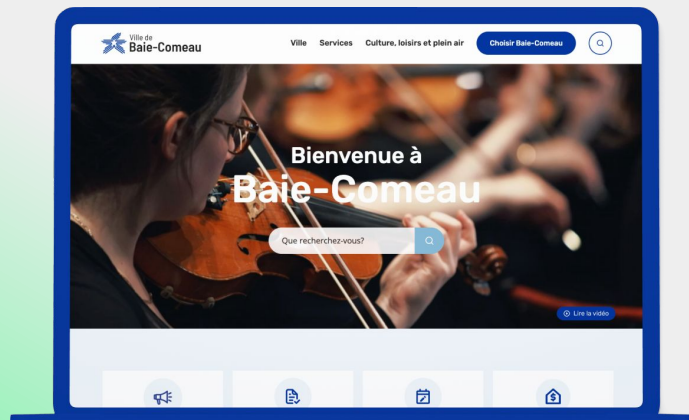 Ville de
Baie-Comeau
Ville Services Culture, loisirs et plein air Choisir Baie-Comeau
Bienvenue à
Baie-Comeau
Que recherchez-vous?
Lire la vidéo